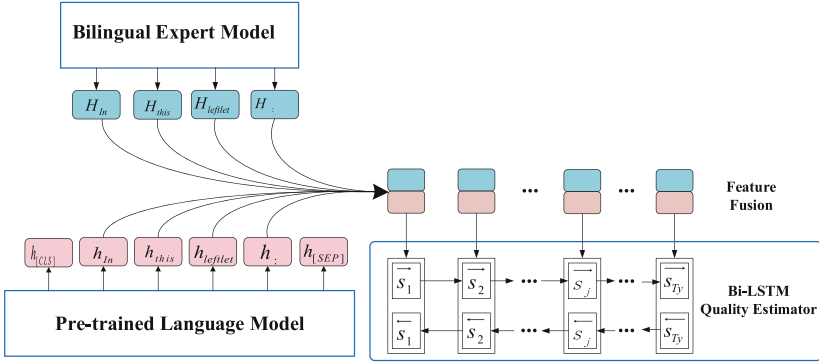 Bilingual Expert Model
H_In H_this H_leftlet H_:
••• •••
Feature
Fusion
h_[CLS] h_In h_this h_leftlet h_: h_[SEP]
Pre-trained Language Model
s_1 s_2 ••• s_j ••• s_Ty
Bi-LSTM
Quality Estimator
s_1 s_2 ••• s_j ••• s_Ty